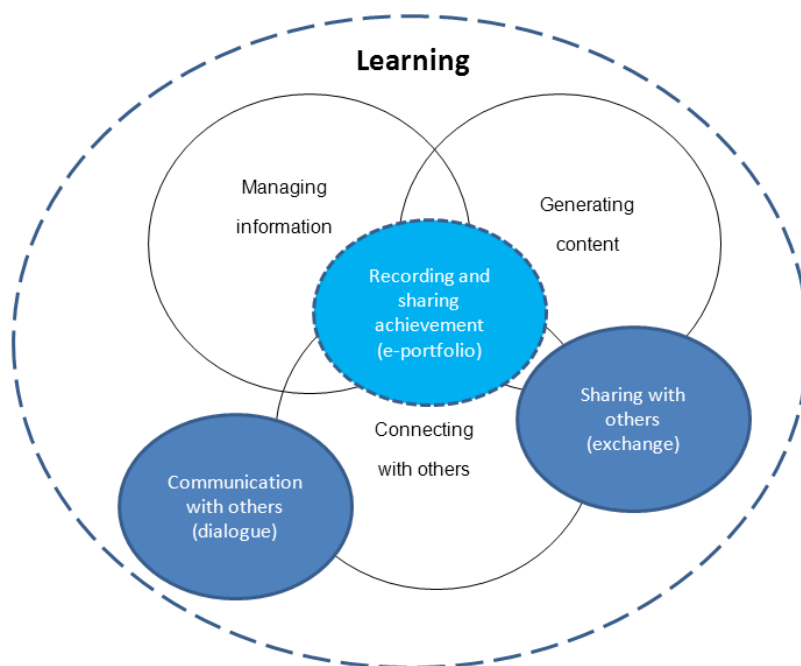 Learning
Managing
information
Generating
content
Recording and
sharing
achievement
(e-portfolio)
Sharing with
others
(exchange)
Connecting
with others
Communication
with others
(dialogue)